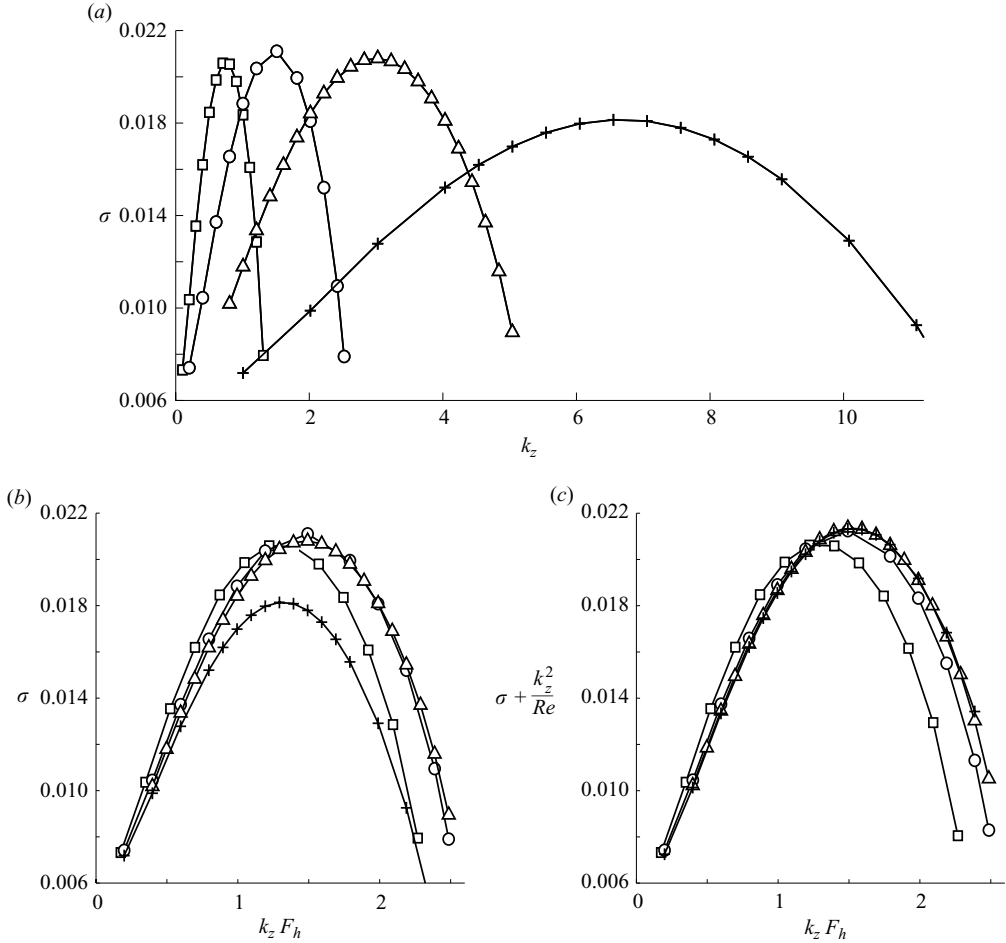 (a)
0.022
0.018
σ 0.014
0.010
0.006
0 2 4 6 8 10
k_z
(b) (c)
0.022 0.022
0.018 0.018
σ 0.014 σ + k_z^2/Re 0.014
0.010 0.010
0.006 0.006
0 1 2 0 1 2
k_z F_h k_z F_h